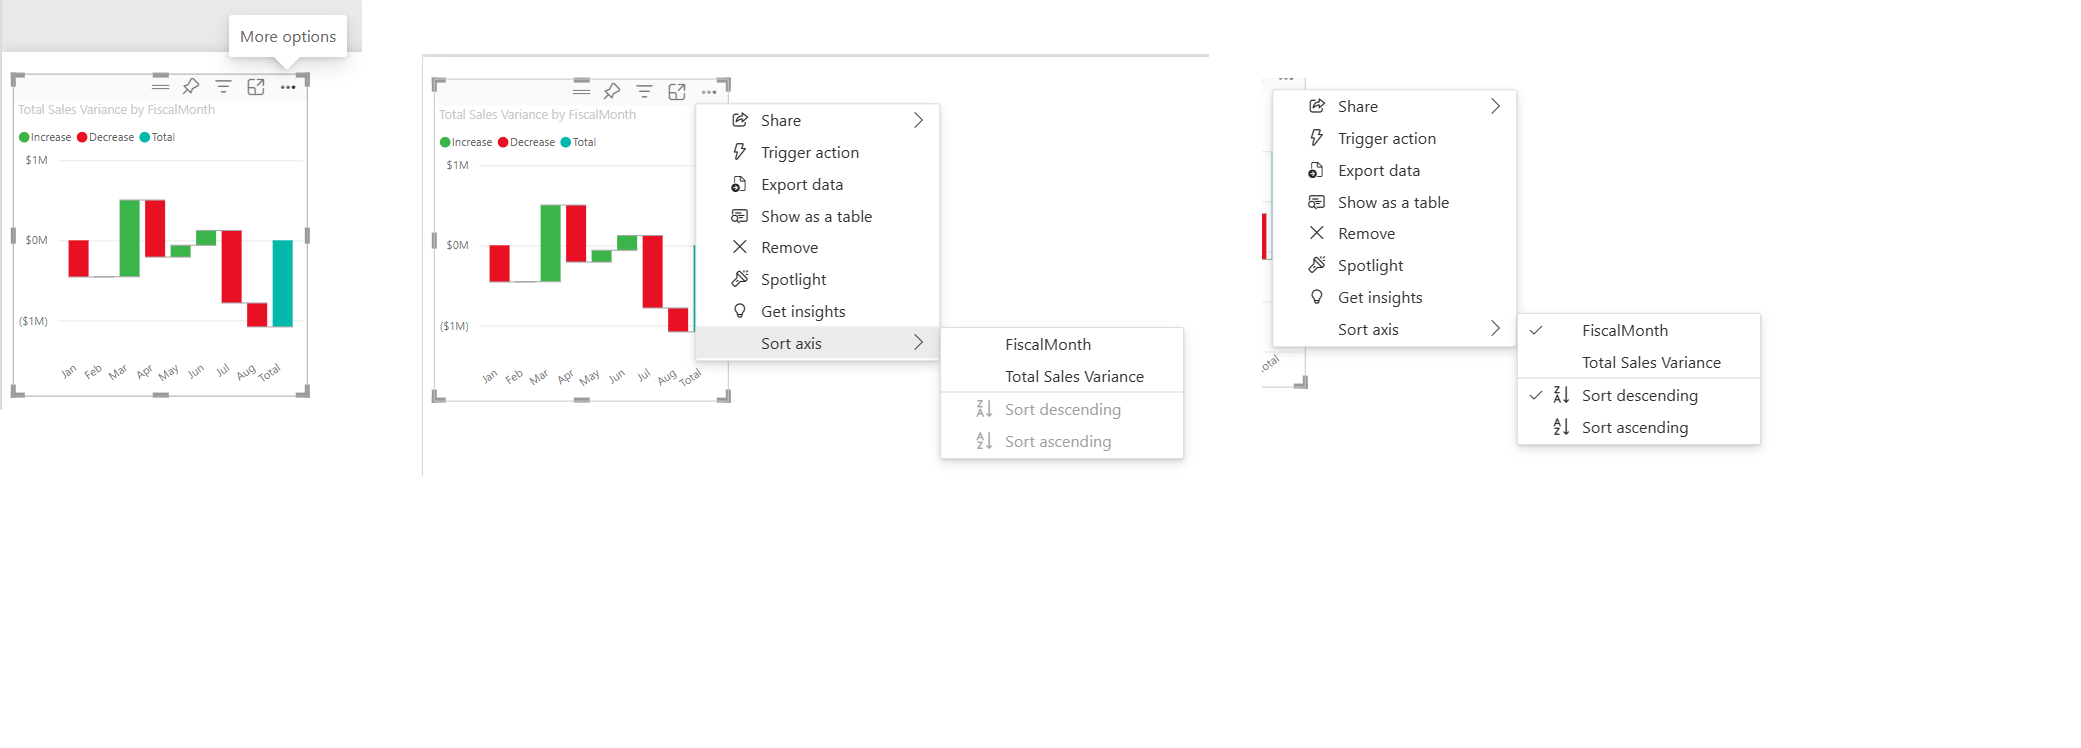 More options
Total Sales Variance by FiscalMonth
Increase Decrease Total
$1M
$0M
($1M)
Jan Feb Mar Apr May Jun Jul Aug Total
Total Sales Variance by FiscalMonth
Increase Decrease Total
$1M
$0M
($1M)
Jan Feb Mar Apr May Jun Jul Aug Total
Share
Trigger action
Export data
Show as a table
Remove
Spotlight
Get insights
Sort axis
FiscalMonth
Total Sales Variance
Sort descending
Sort ascending
otal
Share
Trigger action
Export data
Show as a table
Remove
Spotlight
Get insights
Sort axis
FiscalMonth
Total Sales Variance
Sort descending
Sort ascending